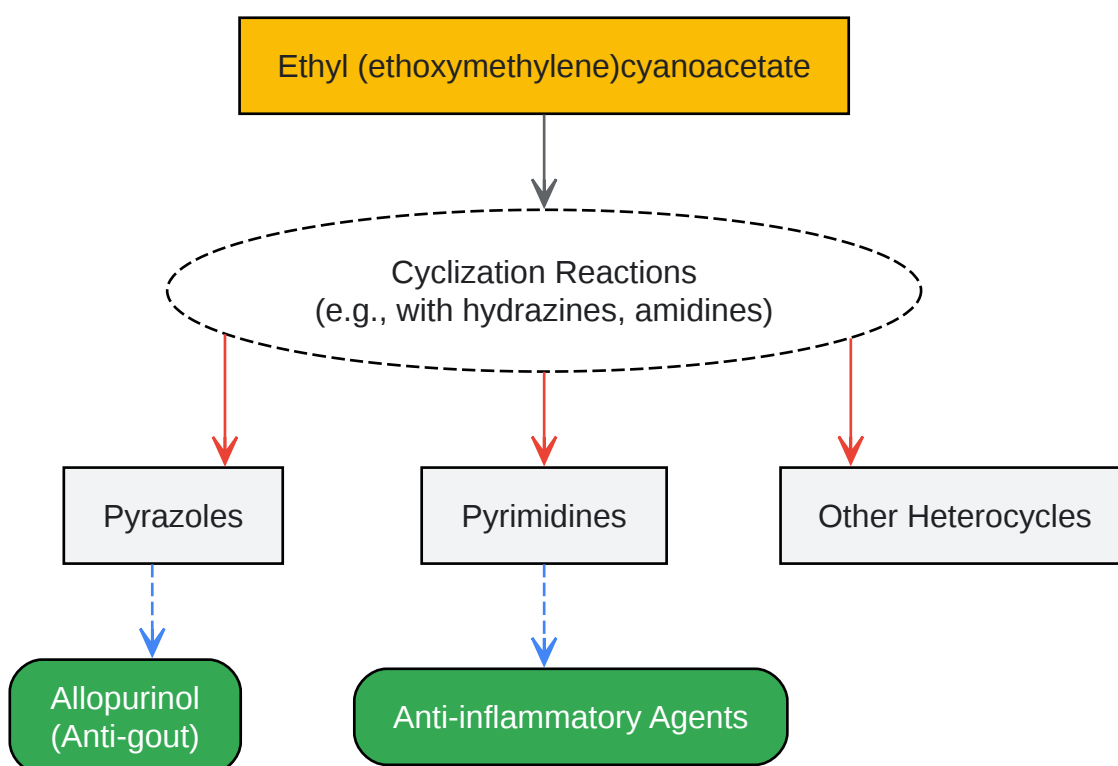 Ethyl (ethoxymethylene)cyanoacetate
Cyclization Reactions
(e.g., with hydrazines, amidines)
Pyrazoles
Pyrimidines
Other Heterocycles
Allopurinol
(Anti-gout)
Anti-inflammatory Agents